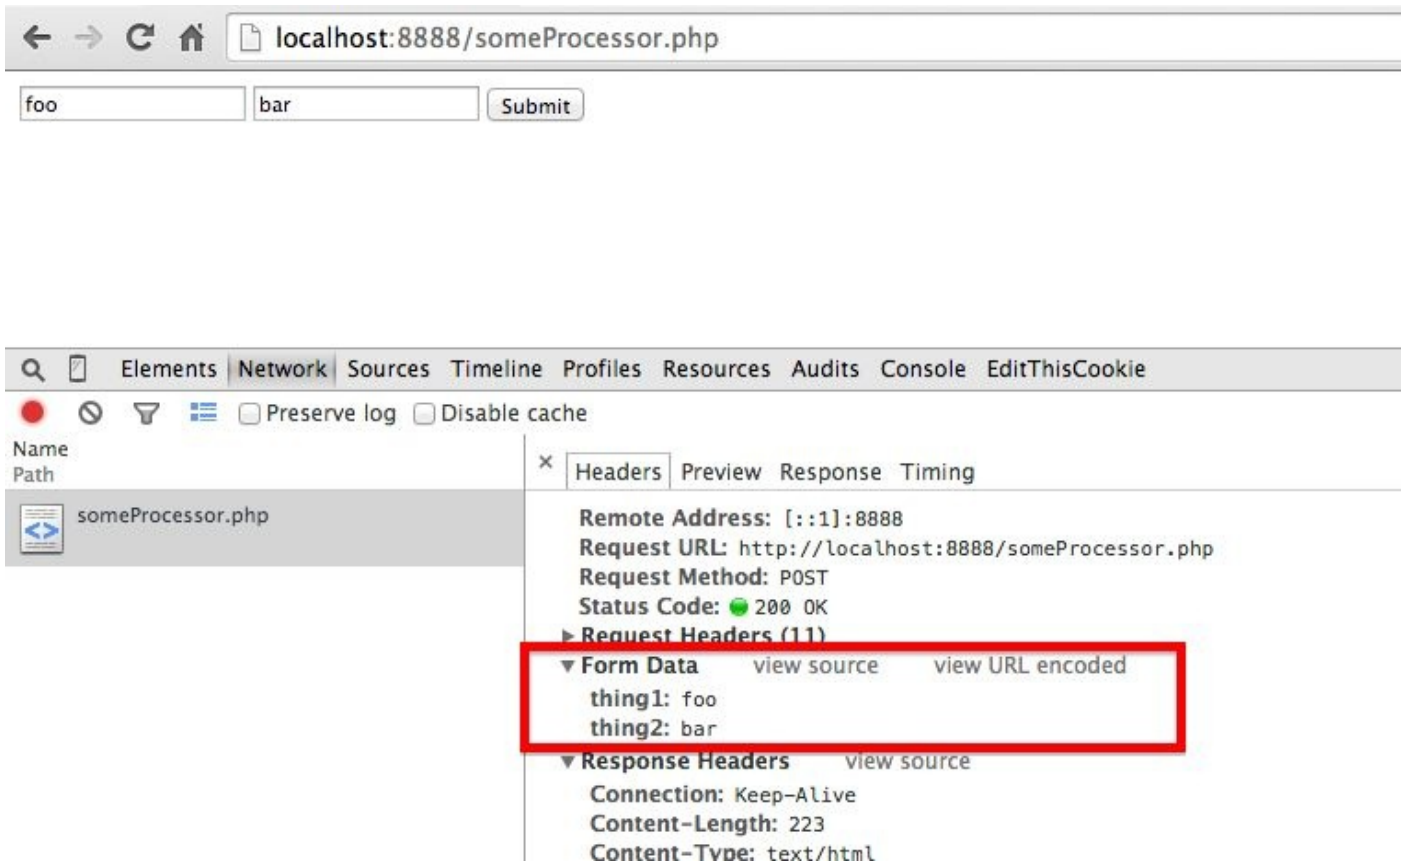 localhost:8888/someProcessor.php
foo bar Submit
Elements Network Sources Timeline Profiles Resources Audits Console EditThisCookie
Preserve log Disable cache
Name
Path
someProcessor.php
× Headers Preview Response Timing
Remote Address: [::1]:8888
Request URL: http://localhost:8888/someProcessor.php
Request Method: POST
Status Code: 200 OK
Request Headers (11)
Form Data view source view URL encoded
thing1: foo
thing2: bar
Response Headers view source
Connection: Keep-Alive
Content-Length: 223
Content-Type: text/html